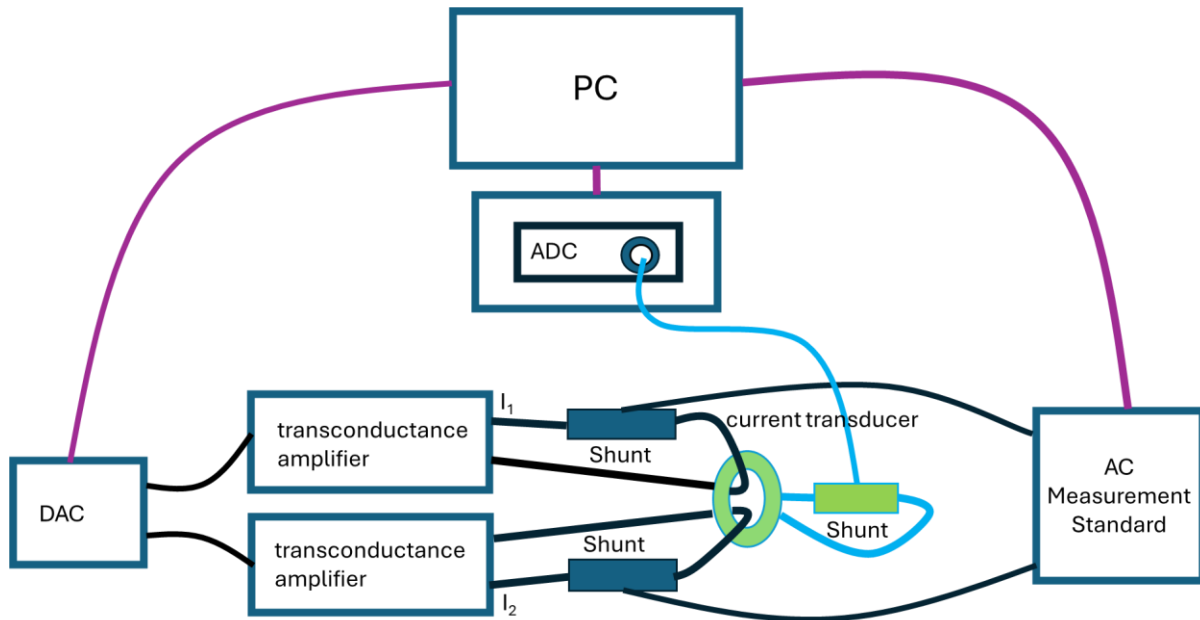 PC
ADC
I₁
transconductance
amplifier
Shunt
current transducer
DAC
AC
Measurement
Standard
Shunt
transconductance
amplifier
Shunt
I₂